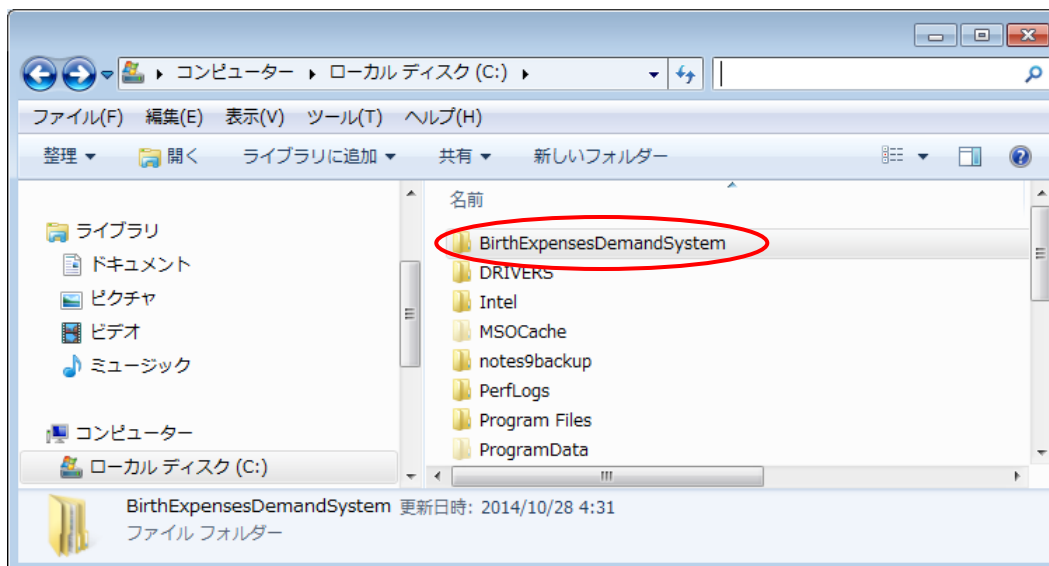 コンピューター ▸ ローカル ディスク (C:) ▸
ファイル(F) 編集(E) 表示(V) ツール(T) ヘルプ(H)
整理 ▼ 開く ライブラリに追加 ▼ 共有 ▼ 新しいフォルダー
ライブラリ
ドキュメント
ピクチャ
ビデオ
ミュージック
コンピューター
ローカル ディスク (C:)
名前
BirthExpensesDemandSystem
DRIVERS
Intel
MSOCache
notes9backup
PerfLogs
Program Files
ProgramData
BirthExpensesDemandSystem 更新日時: 2014/10/28 4:31
ファイル フォルダー